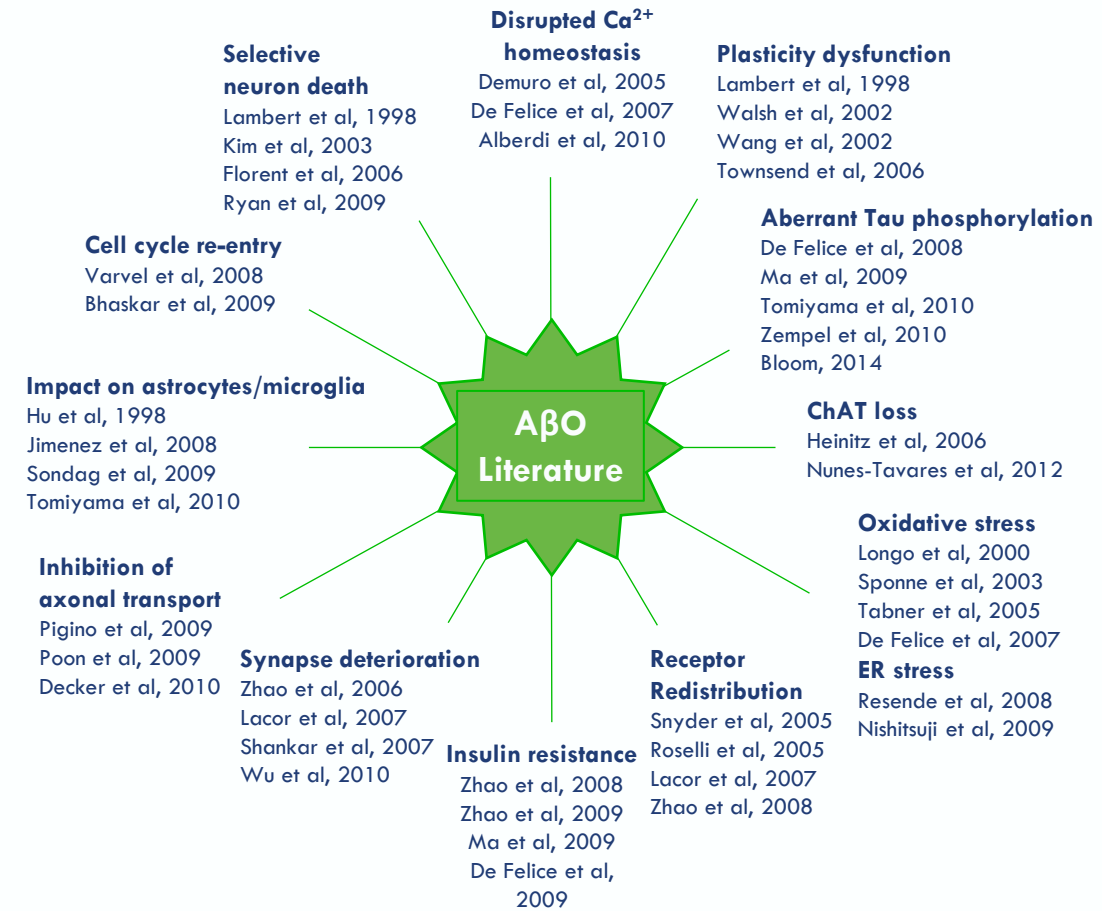 Disrupted Ca²⁺
homeostasis
Demuro et al, 2005
De Felice et al, 2007
Alberdi et al, 2010
Selective
neuron death
Lambert et al, 1998
Kim et al, 2003
Florent et al, 2006
Ryan et al, 2009
Plasticity dysfunction
Lambert et al, 1998
Walsh et al, 2002
Wang et al, 2002
Townsend et al, 2006
Cell cycle re-entry
Varvel et al, 2008
Bhaskar et al, 2009
Aberrant Tau phosphorylation
De Felice et al, 2008
Ma et al, 2009
Tomiyama et al, 2010
Zempel et al, 2010
Bloom, 2014
Impact on astrocytes/microglia
Hu et al, 1998
Jimenez et al, 2008
Sondag et al, 2009
Tomiyama et al, 2010
AβO
Literature
ChAT loss
Heinitz et al, 2006
Nunes-Tavares et al, 2012
Oxidative stress
Longo et al, 2000
Sponne et al, 2003
Tabner et al, 2005
De Felice et al, 2007
ER stress
Resende et al, 2008
Nishitsuji et al, 2009
Inhibition of
axonal transport
Pigino et al, 2009
Poon et al, 2009
Decker et al, 2010
Synapse deterioration
Zhao et al, 2006
Lacor et al, 2007
Shankar et al, 2007
Wu et al, 2010
Insulin resistance
Zhao et al, 2008
Zhao et al, 2009
Ma et al, 2009
De Felice et al,
2009
Receptor
Redistribution
Snyder et al, 2005
Roselli et al, 2005
Lacor et al, 2007
Zhao et al, 2008